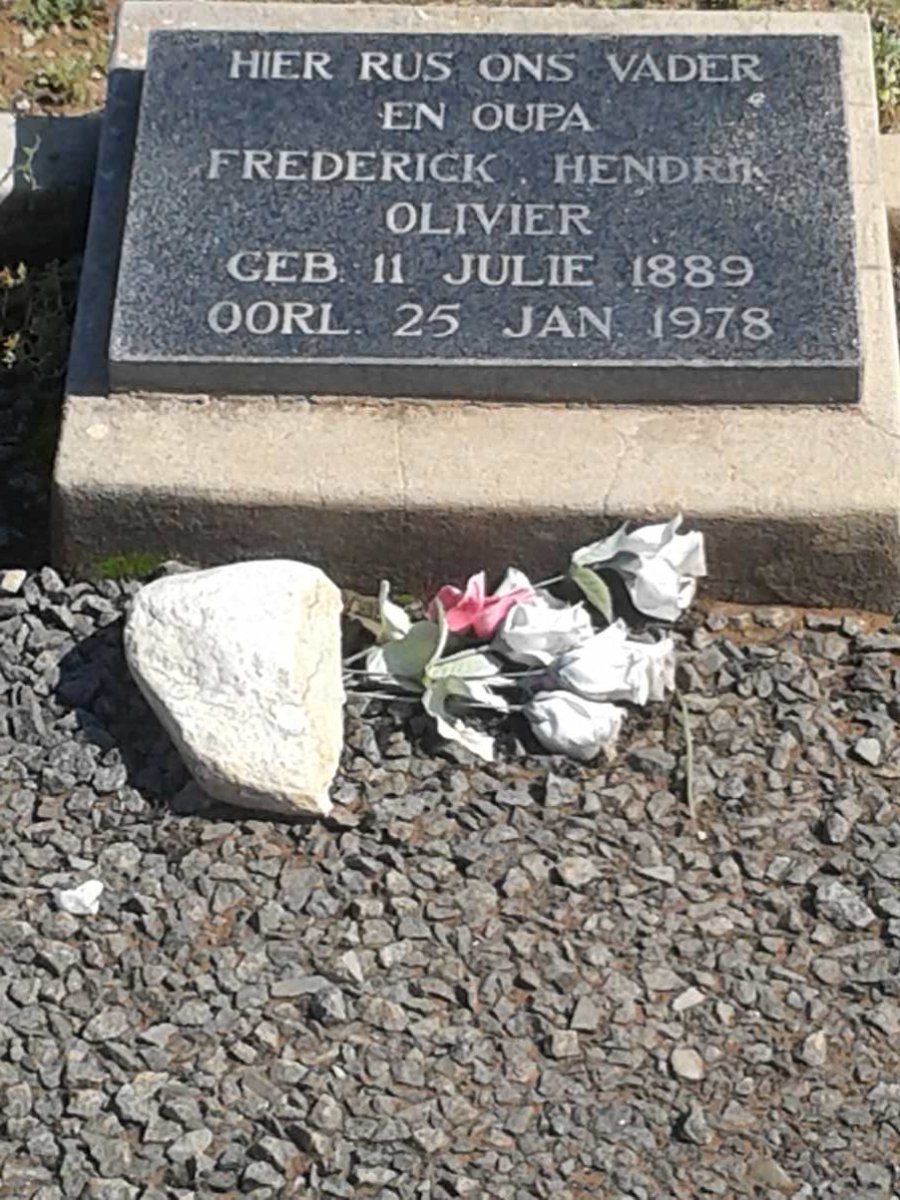 HIER RUS ONS VADER
EN OUPA
FREDERICK HENDRIK
OLIVIER
GEB. 11 JULIE 1889
OORL. 25 JAN. 1978